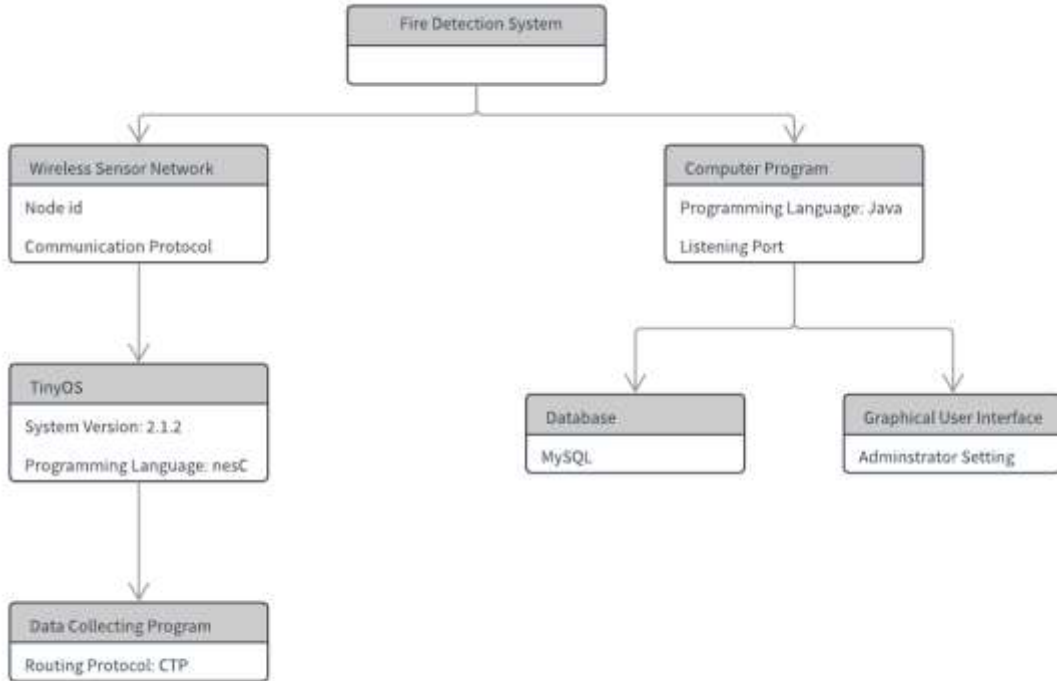 Fire Detection System
Wireless Sensor Network
Node id
Communication Protocol
Computer Program
Programming Language: Java
Listening Port
TinyOS
System Version: 2.1.2
Programming Language: nesC
Database
MySQL
Graphical User Interface
Adminstrator Setting
Data Collecting Program
Routing Protocol: CTP